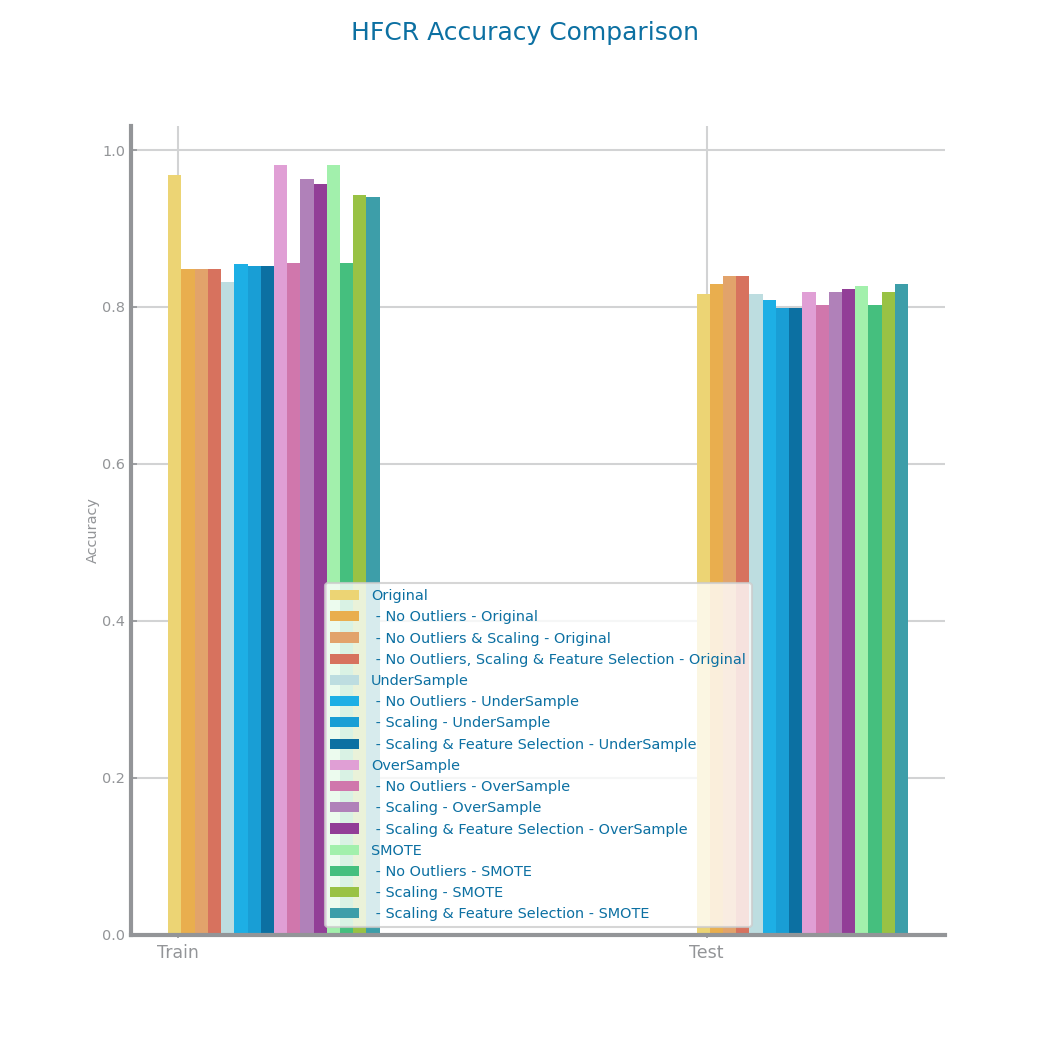 HFCR Accuracy Comparison
1.0
0.8
0.6
Accuracy
0.4
0.2
0.0
Original
- No Outliers - Original
- No Outliers & Scaling - Original
- No Outliers, Scaling & Feature Selection - Original
UnderSample
- No Outliers - UnderSample
- Scaling - UnderSample
- Scaling & Feature Selection - UnderSample
OverSample
- No Outliers - OverSample
- Scaling - OverSample
- Scaling & Feature Selection - OverSample
SMOTE
- No Outliers - SMOTE
- Scaling - SMOTE
- Scaling & Feature Selection - SMOTE
Train Test